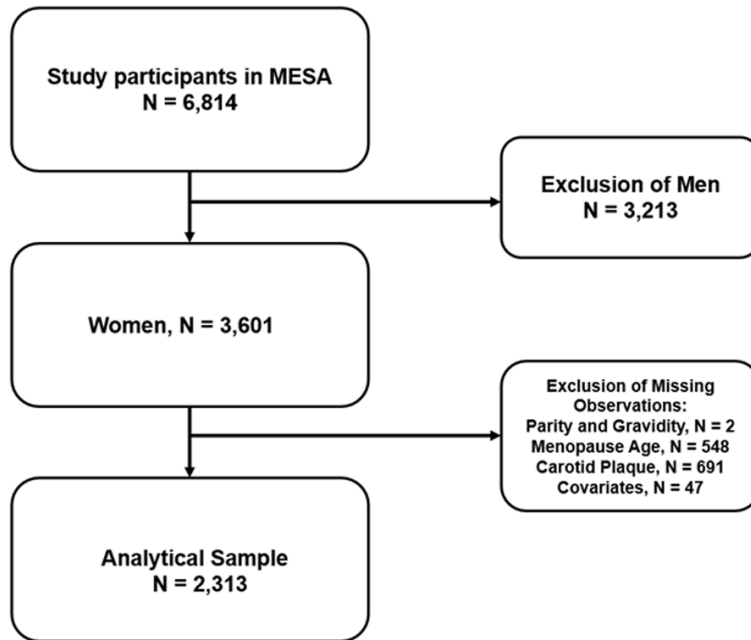 Study participants in MESA
N = 6,814
Exclusion of Men
N = 3,213
Women, N = 3,601
Exclusion of Missing
Observations:
Parity and Gravidity, N = 2
Menopause Age, N = 548
Carotid Plaque, N = 691
Covariates, N = 47
Analytical Sample
N = 2,313